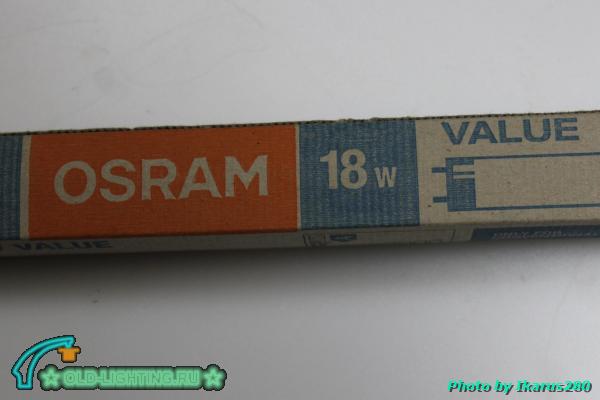 VALUE
OSRAM
18 W
VALUE
OLD-LIGHTING.RU
Photo by Ikarus280